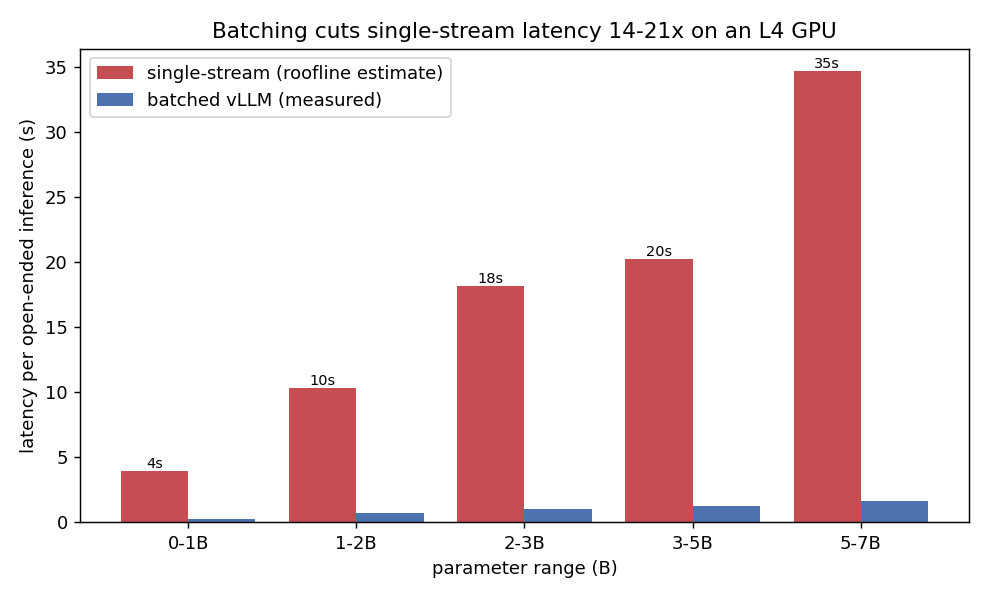 Batching cuts single-stream latency 14-21x on an L4 GPU
single-stream (roofline estimate)
batched vLLM (measured)
latency per open-ended inference (s)
35
30
25
20
15
10
5
0
4s
10s
18s
20s
35s
0-1B
1-2B
2-3B
3-5B
5-7B
parameter range (B)